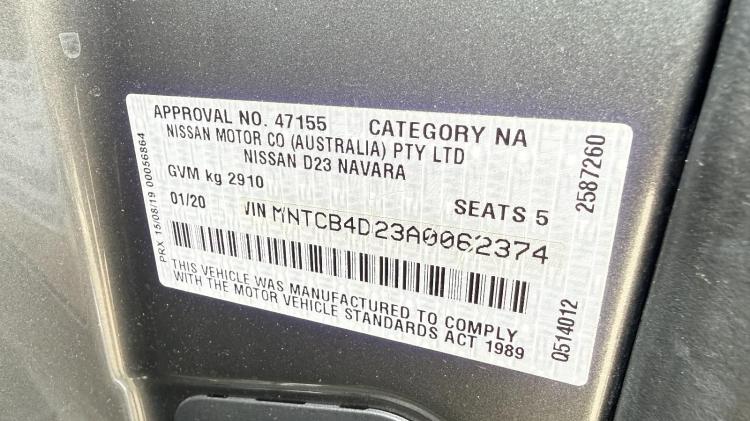 APPROVAL NO. 47155 CATEGORY NA
NISSAN MOTOR CO (AUSTRALIA) PTY LTD
NISSAN D23 NAVARA
GVM kg 2910
01/20 SEATS 5
VIN MNTCB4D23A0062374
THIS VEHICLE WAS MANUFACTURED TO COMPLY
WITH THE MOTOR VEHICLE STANDARDS ACT 1989
PRX 15/08/19 00056864
2587260
0514012